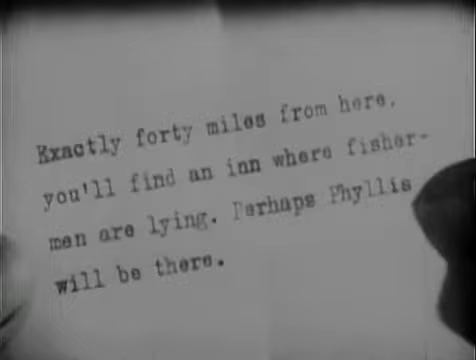 Exactly forty miles from here,
you'll find an inn where fisher-
men are lying. Perhaps Phyllis
will be there.